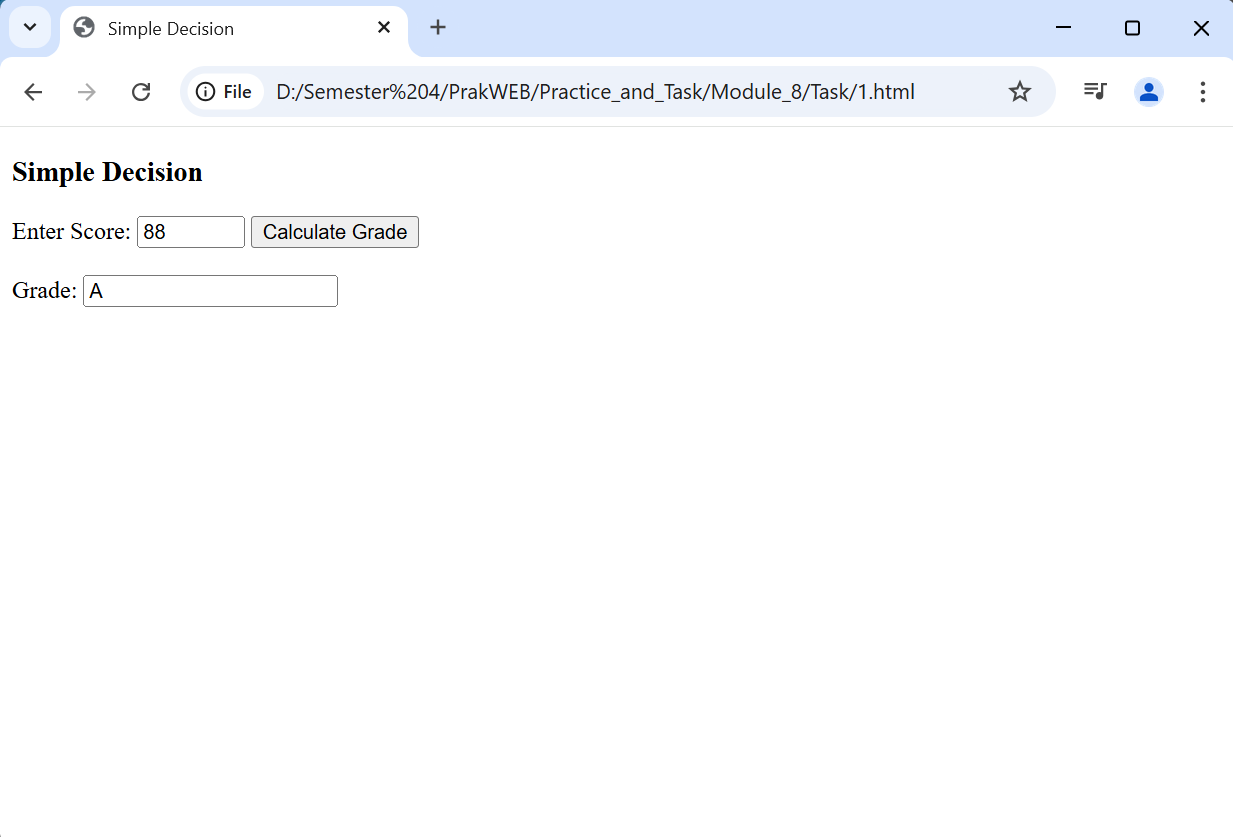 Simple Decision
File D:/Semester%204/PrakWEB/Practice_and_Task/Module_8/Task/1.html
Simple Decision
Enter Score: 88 Calculate Grade
Grade: A